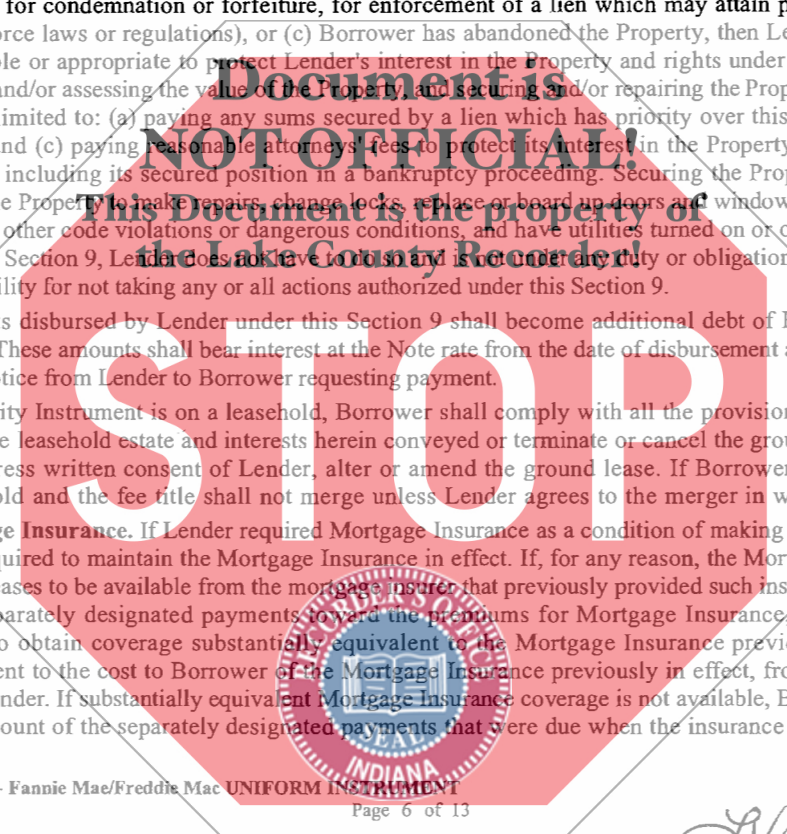 for condemnation or forfeiture, for enforcement of a lien which may attain p
orce laws or regulations), or (c) Borrower has abandoned the Property, then Le
le or appropriate to protect Lender's interest in the Property and rights under
and/or assessing the value of the Property, and securing and/or repairing the Prop
imited to: (a) paying any sums secured by a lien which has priority over this
nd (c) paying reasonable attorneys' fees to protect its interest in the Property
including its secured position in a bankruptcy proceeding. Securing the Prop
e Property to make repairs, change locks, replace or board up doors and window
other code violations or dangerous conditions, and have utilities turned on or o
Section 9, Lender does not have to do so and is not under any duty or obligation
ility for not taking any or all actions authorized under this Section 9.
ts disbursed by Lender under this Section 9 shall become additional debt of B
These amounts shall bear interest at the Note rate from the date of disbursement a
tice from Lender to Borrower requesting payment.
ity Instrument is on a leasehold, Borrower shall comply with all the provision
e leasehold estate and interests herein conveyed or terminate or cancel the grou
ress written consent of Lender, alter or amend the ground lease. If Borrower
old and the fee title shall not merge unless Lender agrees to the merger in w
ge Insurance. If Lender required Mortgage Insurance as a condition of making
quired to maintain the Mortgage Insurance in effect. If, for any reason, the Mor
ases to be available from the mortgage insurer that previously provided such ins
parately designated payments toward the premiums for Mortgage Insurance,
o obtain coverage substantially equivalent to the Mortgage Insurance previ
ent to the cost to Borrower of the Mortgage Insurance previously in effect, fro
nder. If substantially equivalent Mortgage Insurance coverage is not available, B
ount of the separately designated payments that were due when the insurance
- Fannie Mae/Freddie Mac UNIFORM INSTRUMENT
Page 6 of 13
Document is
NOT OFFICIAL!
This Document is the property of
the Lake County Recorder!
STOP
RECORDER'S OFFICE
SEAL
INDIANA